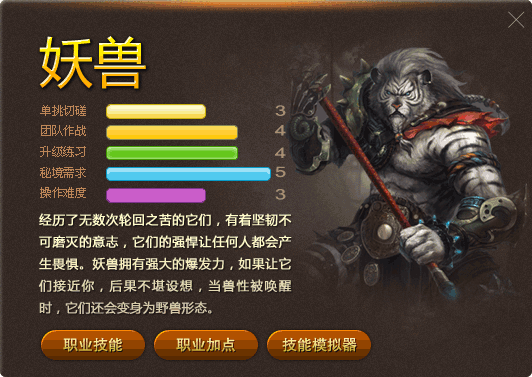 妖兽
单挑切磋 3
团队作战 4
升级练习 4
秘境需求 5
操作难度 3
经历了无数次轮回之苦的它们，有着坚韧不
可磨灭的意志，它们的强悍让任何人都会产
生畏惧。妖兽拥有强大的爆发力，如果让它
们接近你，后果不堪设想，当兽性被唤醒
时，它们还会变身为野兽形态。
职业技能 职业加点 技能模拟器